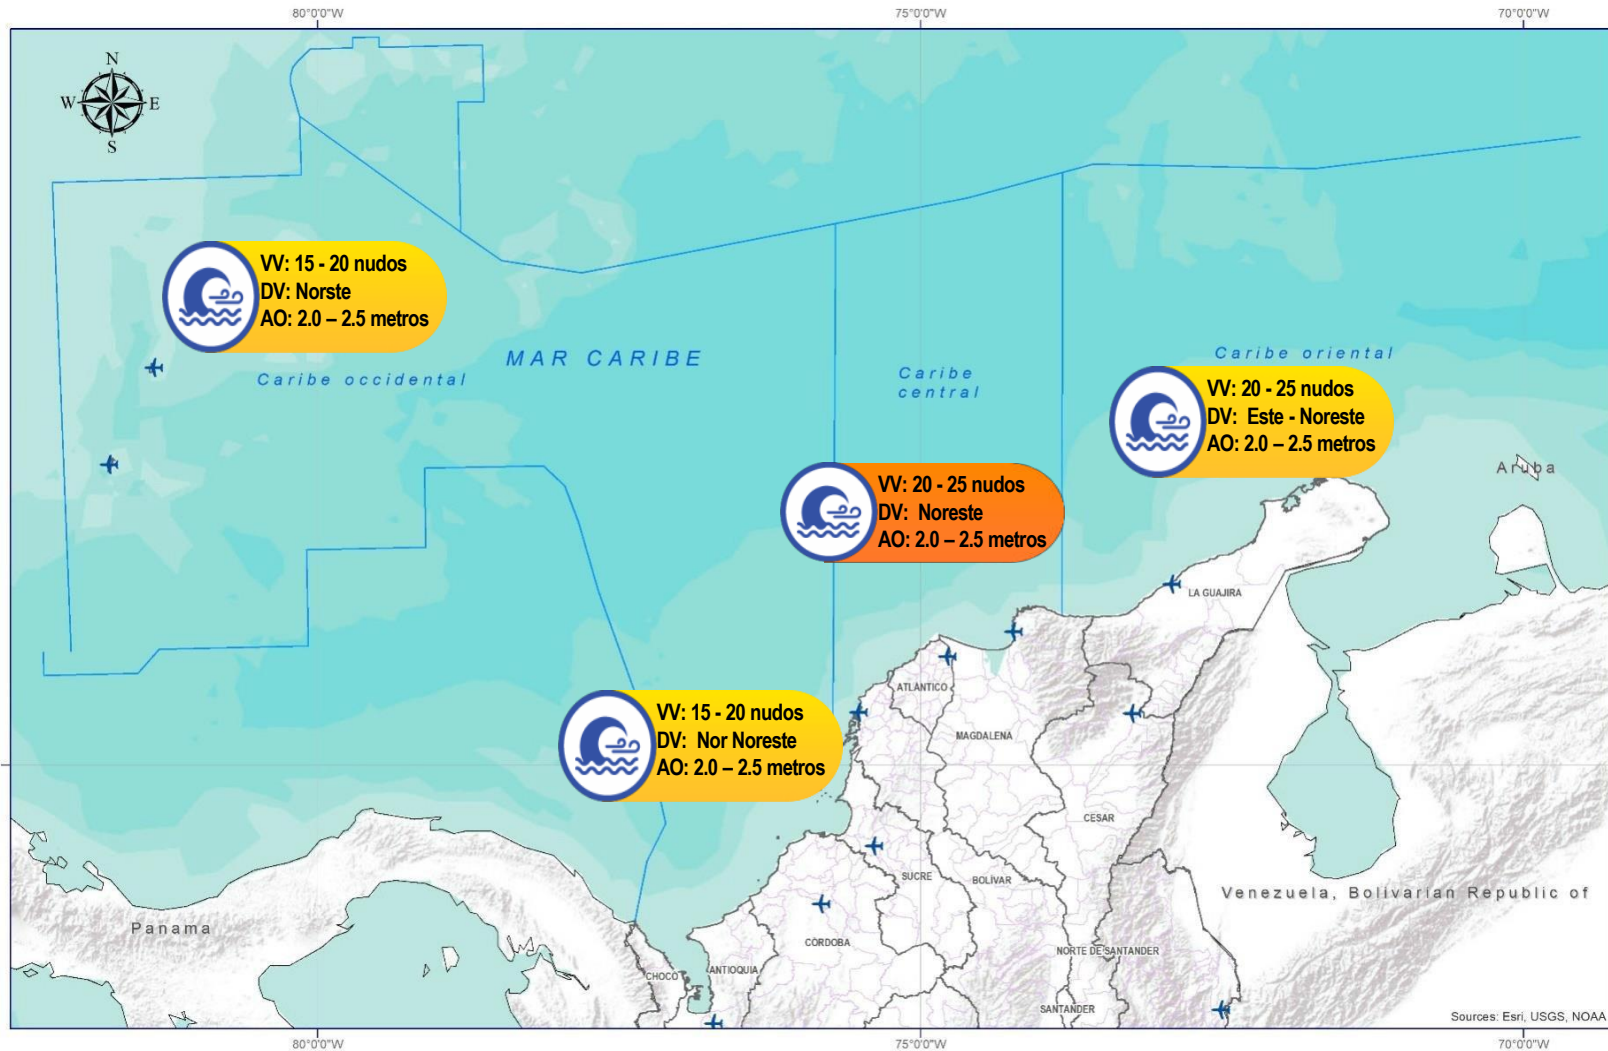 80°0'0"W
75°0'0"W
70°0'0"W
N
W
E
S
VV: 15 - 20 nudos
DV: Norste
AO: 2.0 – 2.5 metros
MAR CARIBE
Caribe occidental
Caribe
central
Caribe oriental
VV: 20 - 25 nudos
DV: Este - Noreste
AO: 2.0 – 2.5 metros
Aruba
VV: 20 - 25 nudos
DV: Noreste
AO: 2.0 – 2.5 metros
LA GUAJIRA
ATLÁNTICO
VV: 15 - 20 nudos
DV: Nor Noreste
AO: 2.0 – 2.5 metros
MAGDALENA
CESAR
SUCRE
BOLÍVAR
Venezuela, Bolivarian Republic of
Panama
CÓRDOBA
NORTE DE SANTANDER
CHOCÓ
ANTIOQUIA
SANTANDER
Sources: Esri, USGS, NOAA
80°0'0"W
75°0'0"W
70°0'0"W